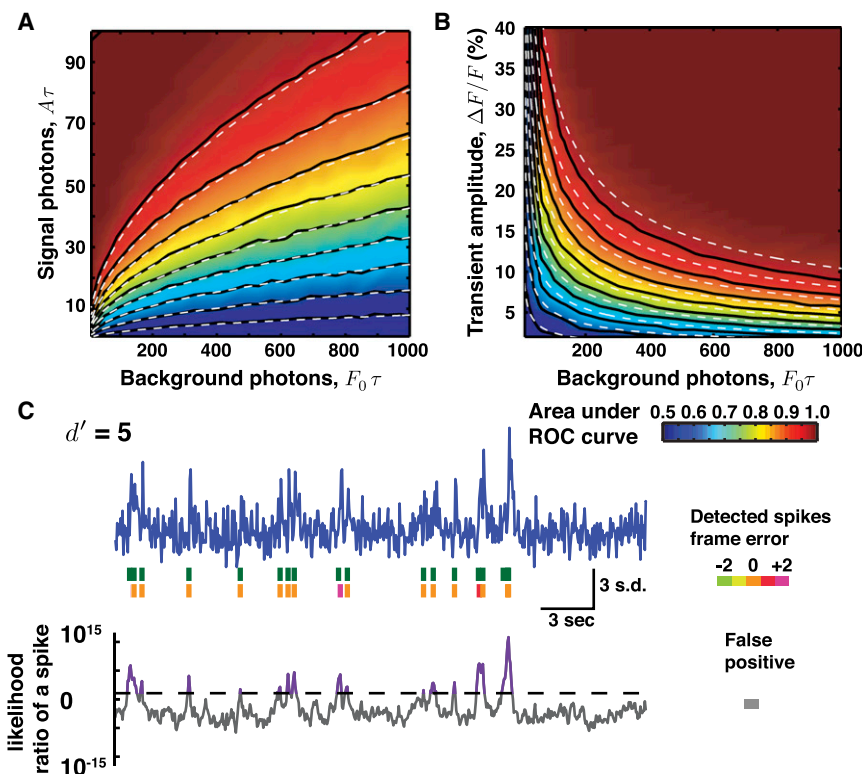 A
Signal photons, Aτ
90
70
50
30
10
200 400 600 800 1000
Background photons, F₀τ
B
Transient amplitude, ΔF/F (%)
40
35
30
25
20
15
10
5
200 400 600 800 1000
Background photons, F₀τ
C
d′ = 5
Area under
ROC curve
0.5 0.6 0.7 0.8 0.9 1.0
Detected spikes
frame error
-2 0 +2
3 s.d.
3 sec
False
positive
likelihood
ratio of a spike
10¹⁵
0
10⁻¹⁵